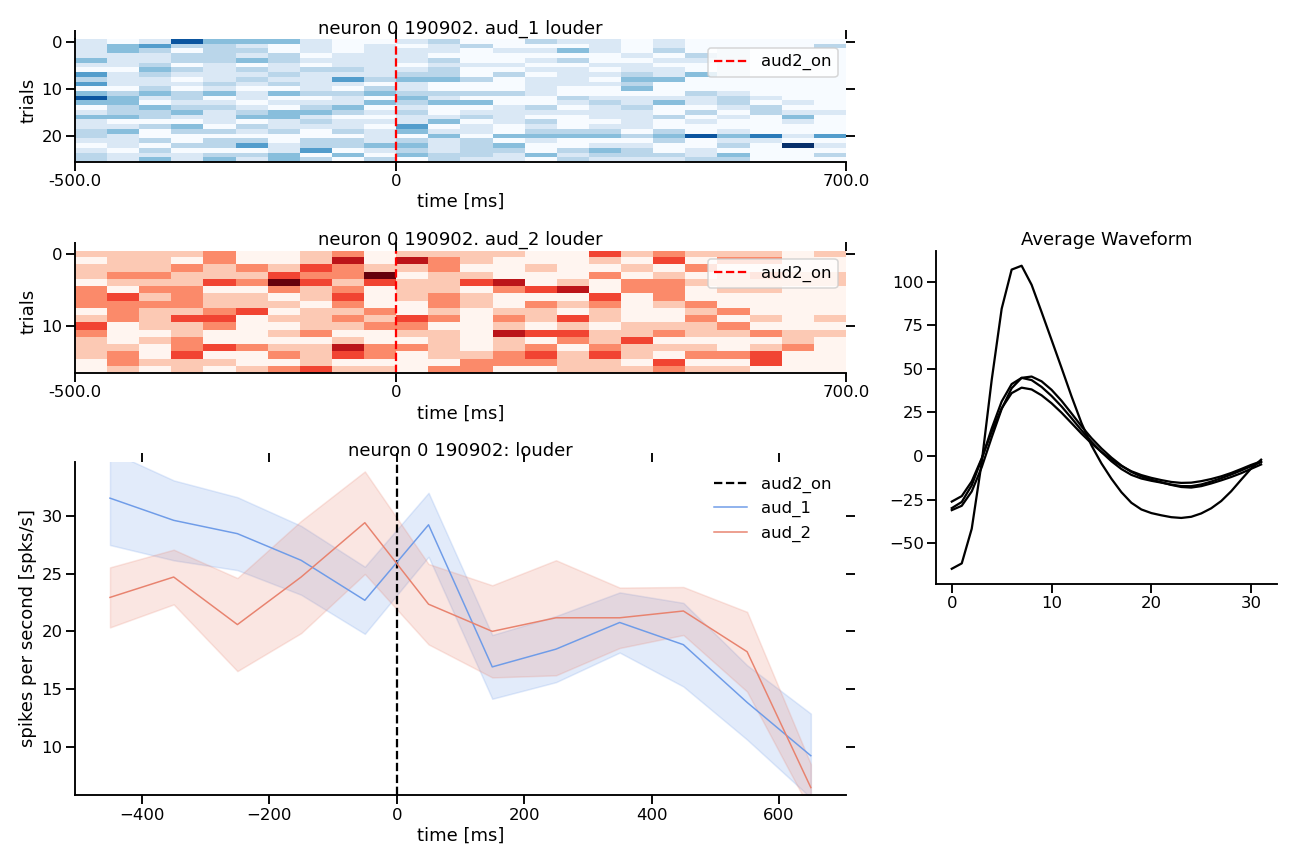 neuron 0 190902. aud_1 louder
trials
0
10
20
aud2_on
-500.0 0 700.0
time [ms]
neuron 0 190902. aud_2 louder
trials
0
10
aud2_on
-500.0 0 700.0
time [ms]
neuron 0 190902: louder
spikes per second [spks/s]
30
25
20
15
10
aud2_on
aud_1
aud_2
−400 −200 0 200 400 600
time [ms]
Average Waveform
100
75
50
25
0
−25
−50
0 10 20 30